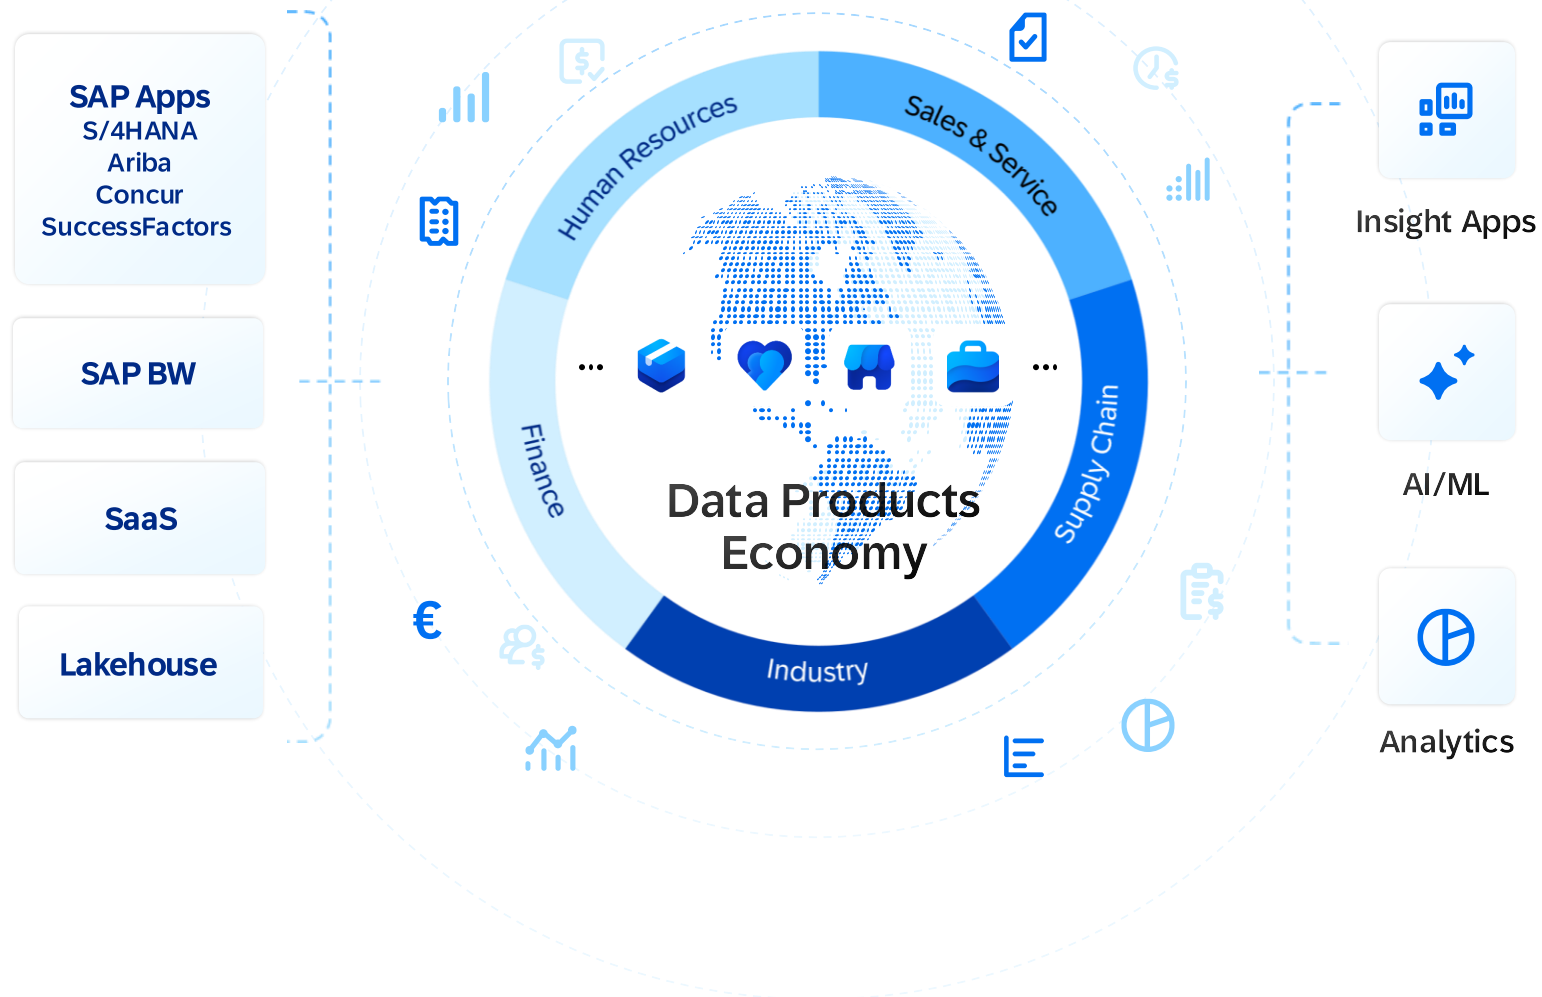 SAP Apps
S/4HANA
Ariba
Concur
SuccessFactors
SAP BW
SaaS
Lakehouse
Human Resources
Sales & Service
Finance
Supply Chain
Industry
Data Products
Economy
€
Insight Apps
AI/ML
Analytics